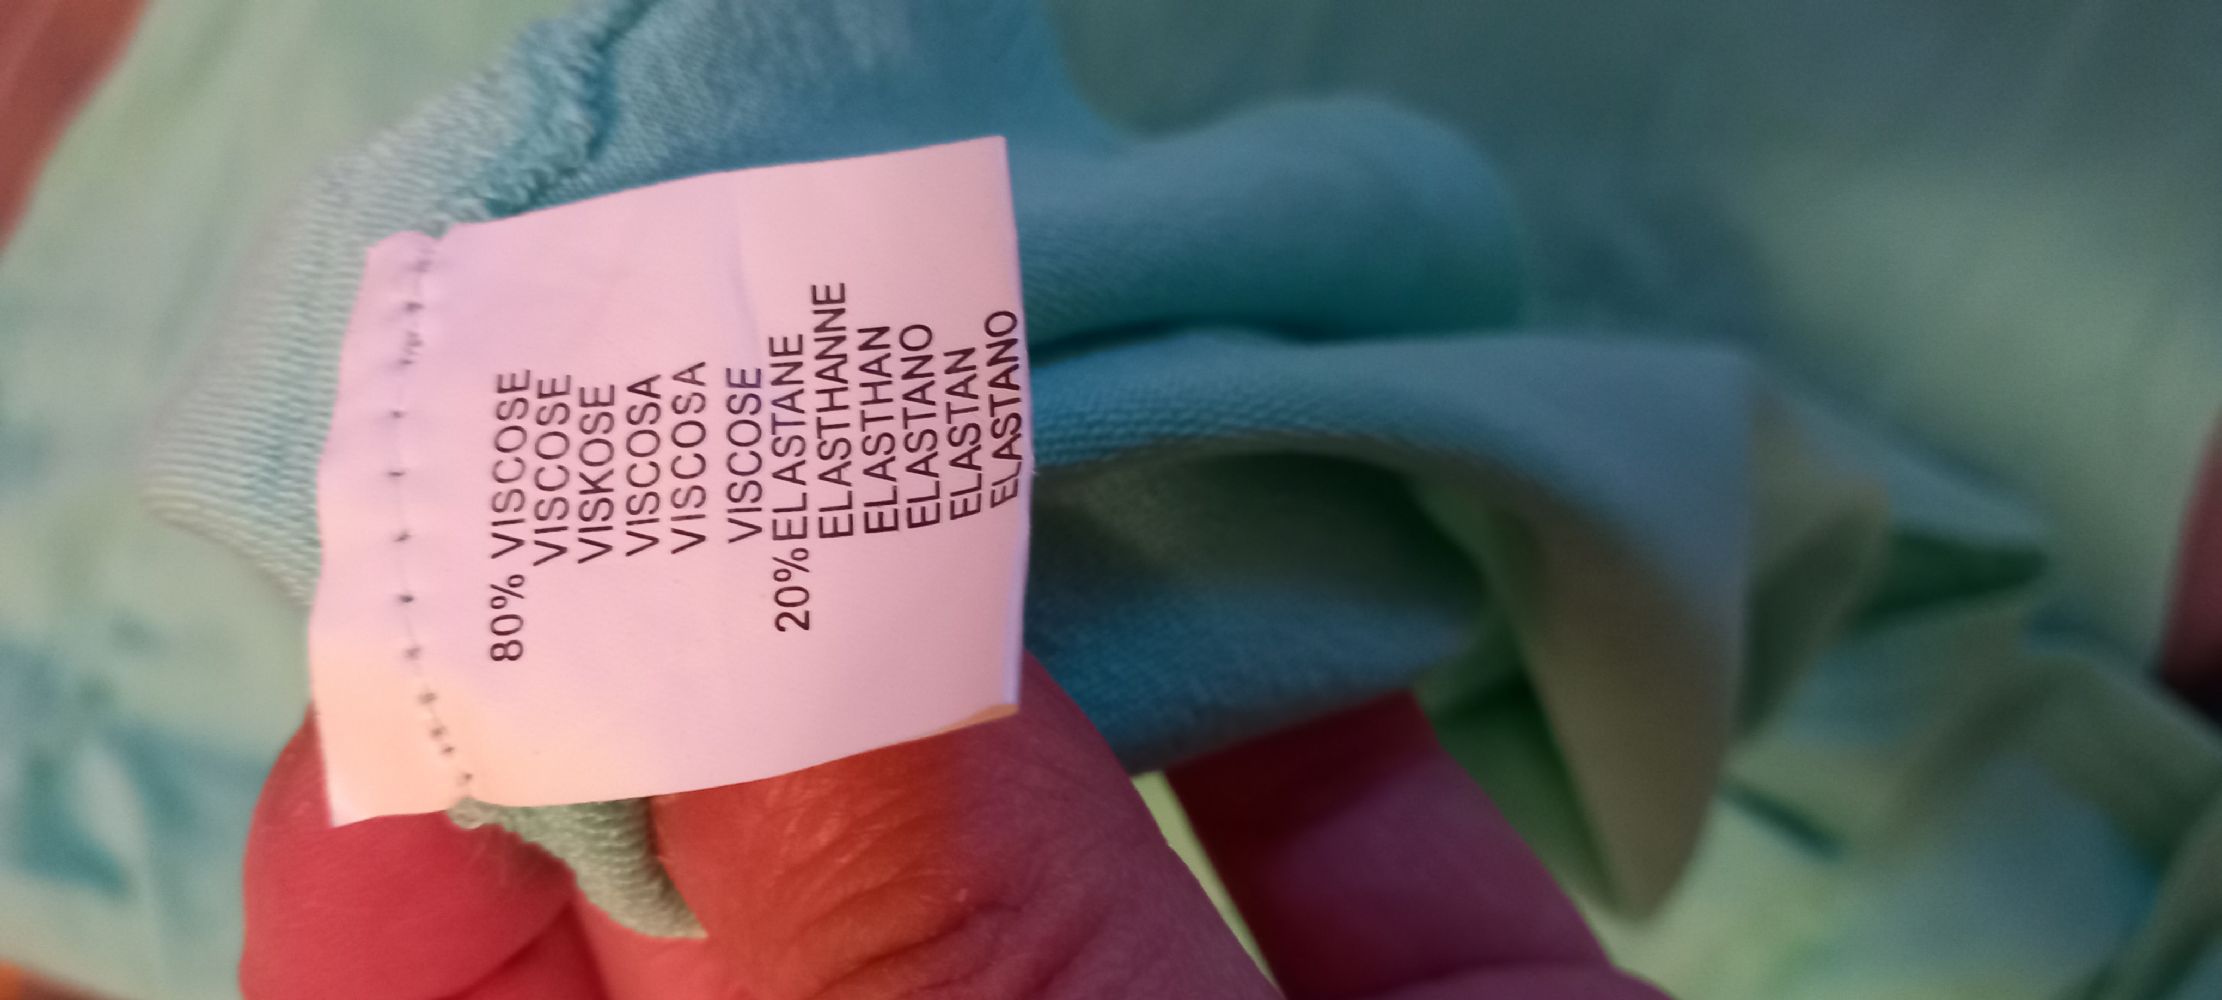 80% VISCOSE
VISCOSE
VISKOSE
VISCOSA
VISCOSA
VISCOSE
20%ELASTANE
ELASTHANNE
ELASTHAN
ELASTANO
ELASTAN
ELASTANO